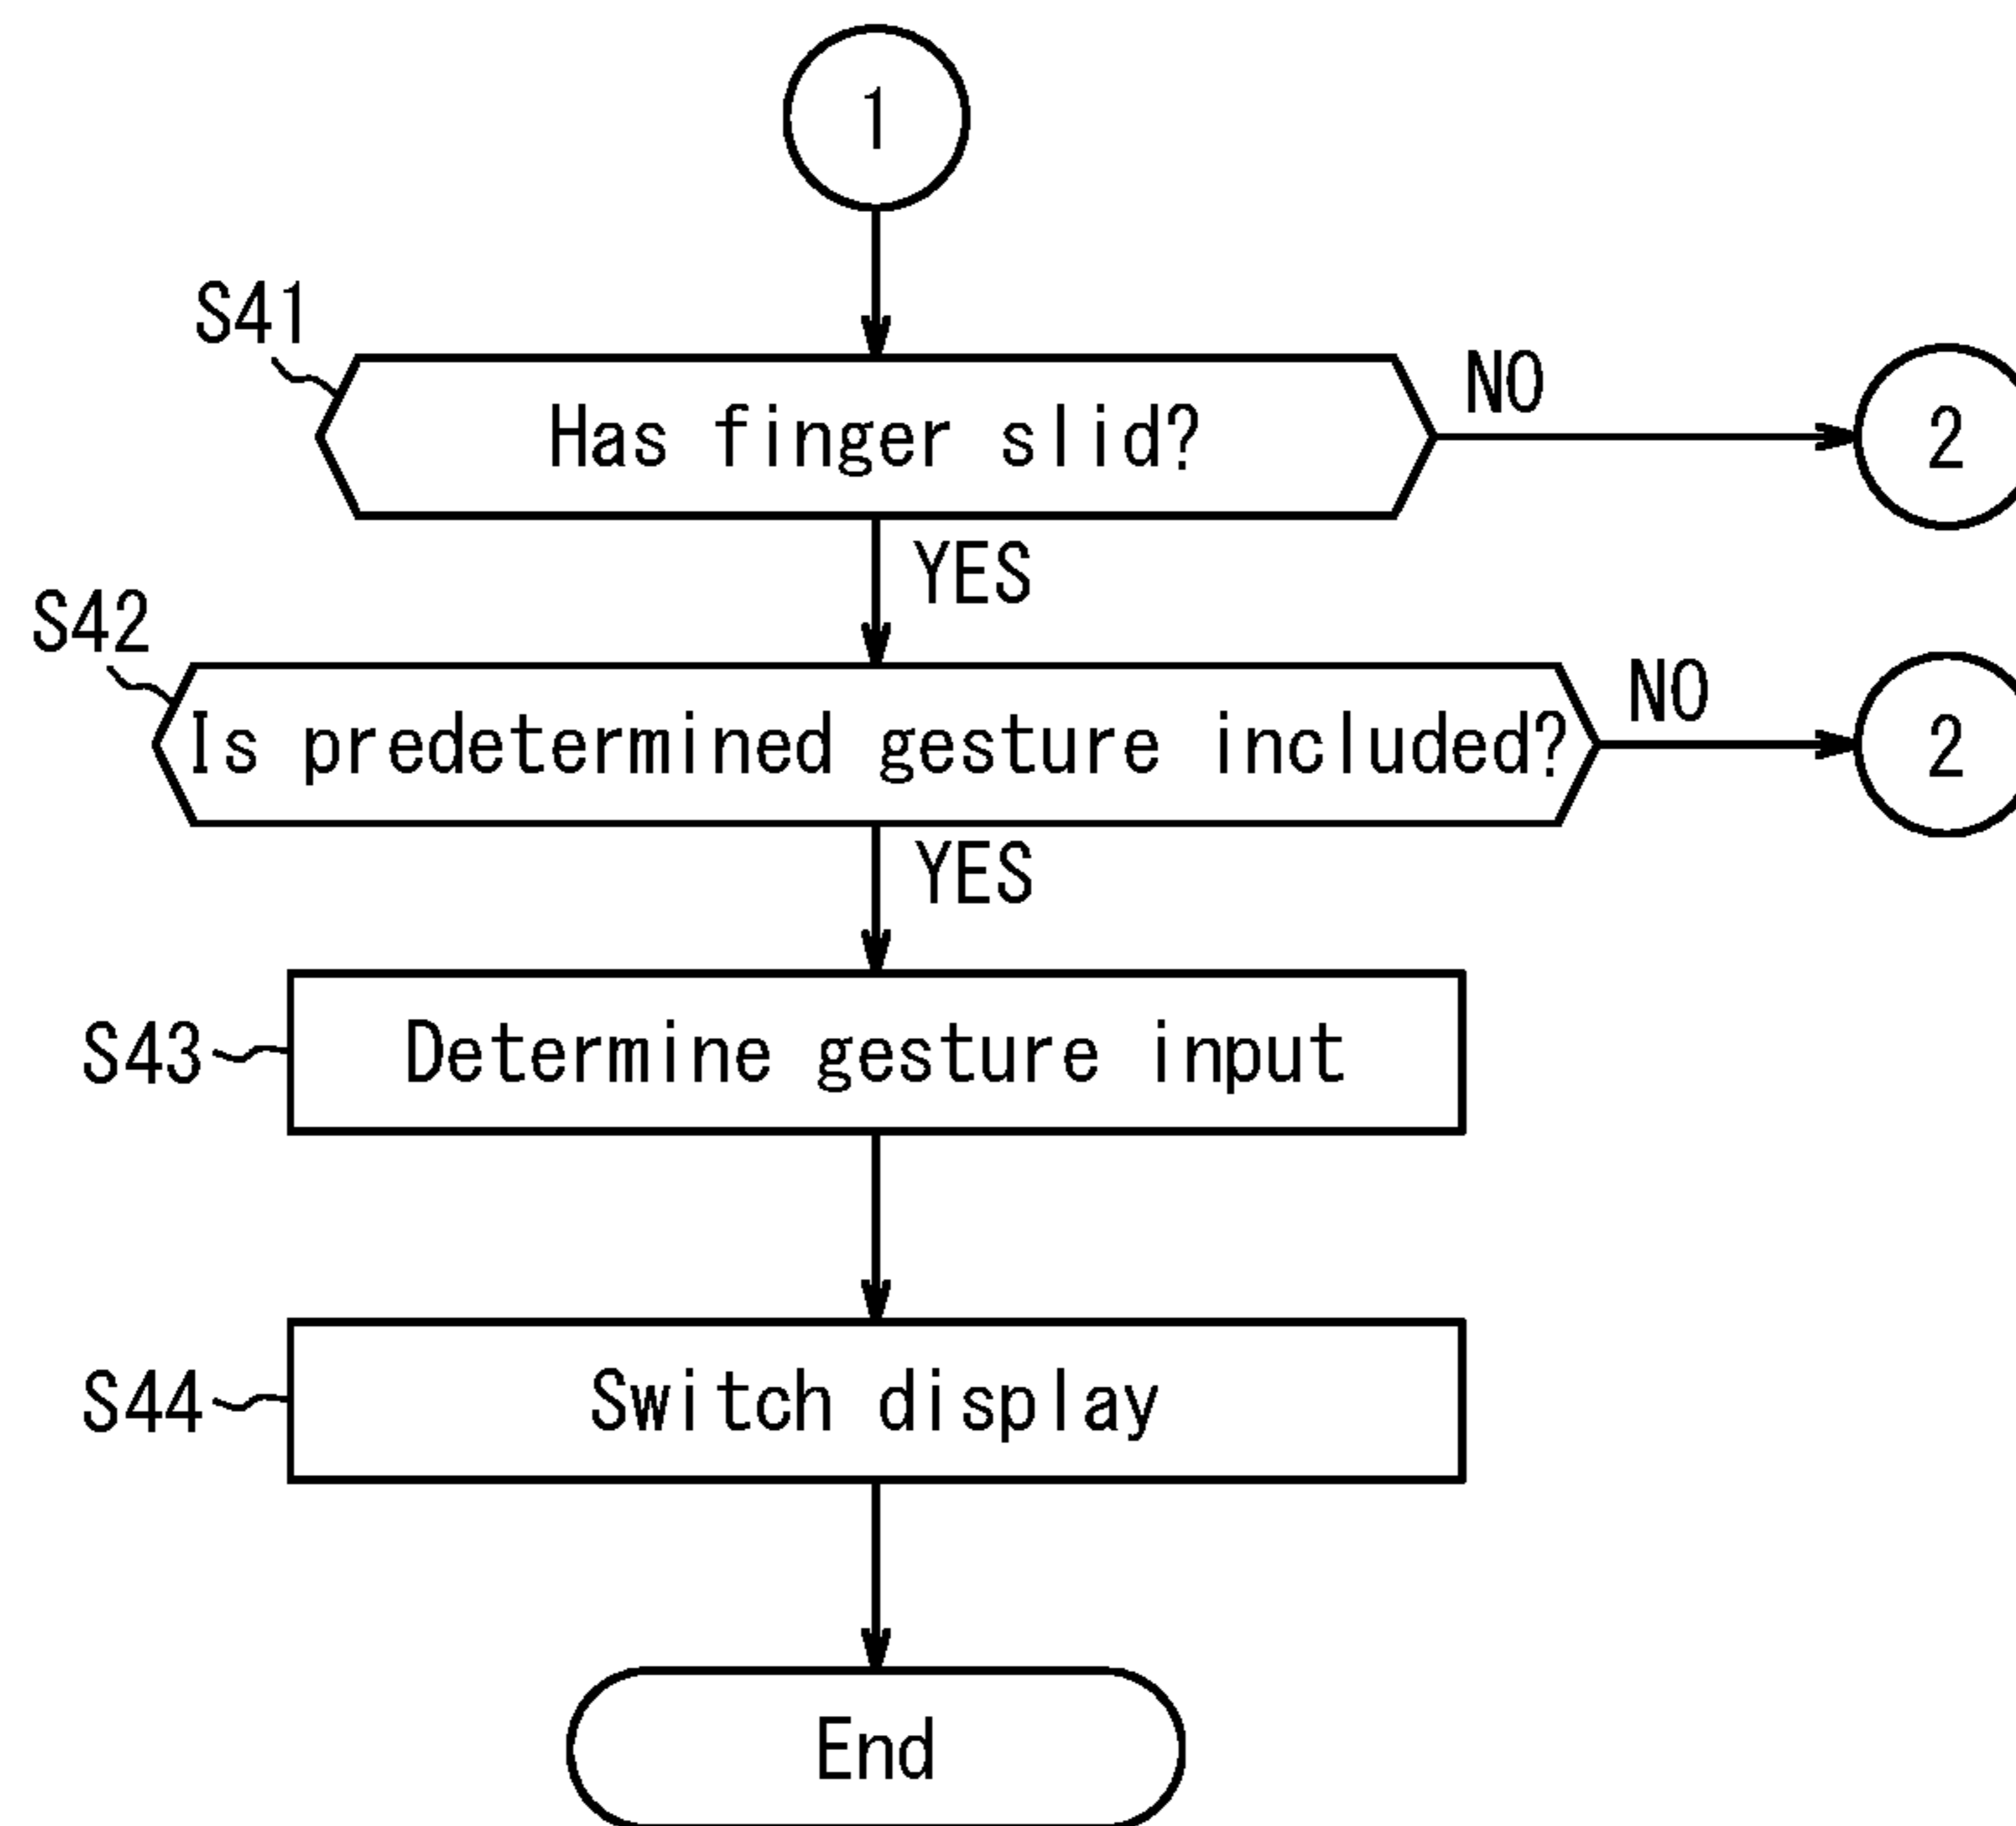 1
S41
Has finger slid?
NO
2
YES
S42
Is predetermined gesture included?
NO
2
YES
S43
Determine gesture input
S44
Switch display
End